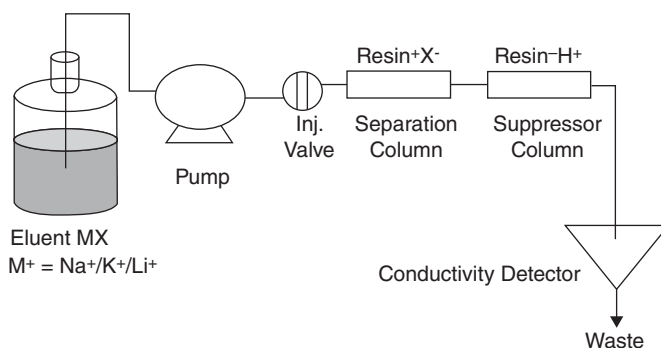 Resin⁺X⁻
Resin⁻H⁺
Inj.
Valve
Separation
Column
Suppressor
Column
Pump
Eluent MX
M⁺ = Na⁺/K⁺/Li⁺
Conductivity Detector
Waste